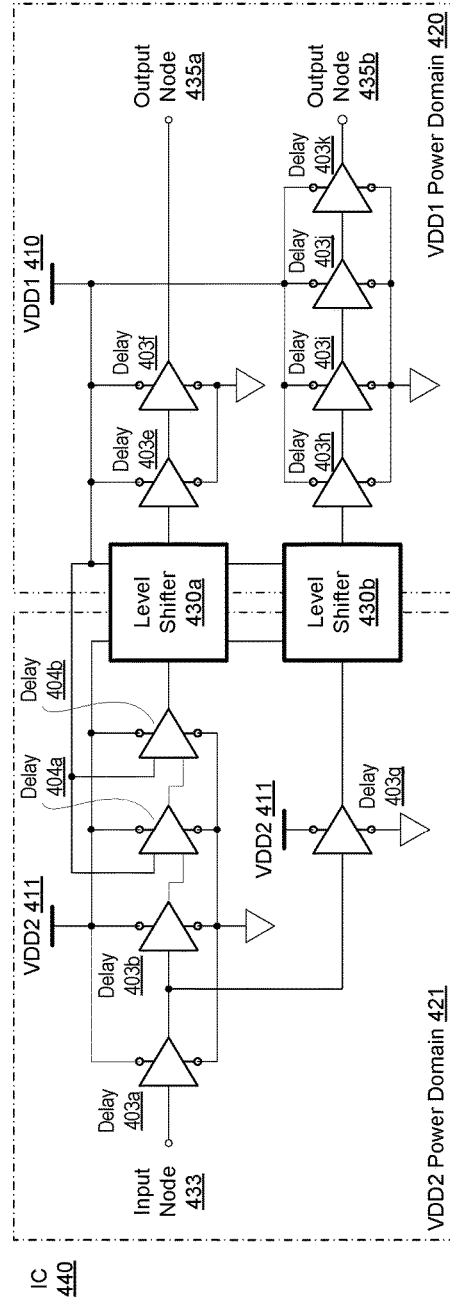 IC
440
VDD2 Power Domain 421
VDD1 Power Domain 420
Input
Node
433
Delay
403a
Delay
403b
VDD2 411
Delay
404a
Delay
404b
Level
Shifter
430a
VDD1 410
Delay
403e
Delay
403f
Output
Node
435a
VDD2 411
Delay
403g
Level
Shifter
430b
Delay
403h
Delay
403i
Delay
403j
Delay
403k
Output
Node
435b